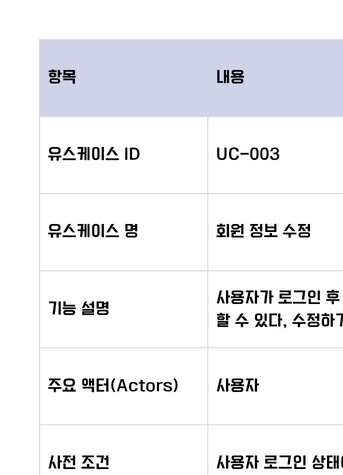 항목 내용
유스케이스 ID UC-003
유스케이스 명 회원 정보 수정
기능 설명 사용자가 로그인 후
할 수 있다, 수정하기
주요 액터(Actors) 사용자
사전 조건 사용자 로그인